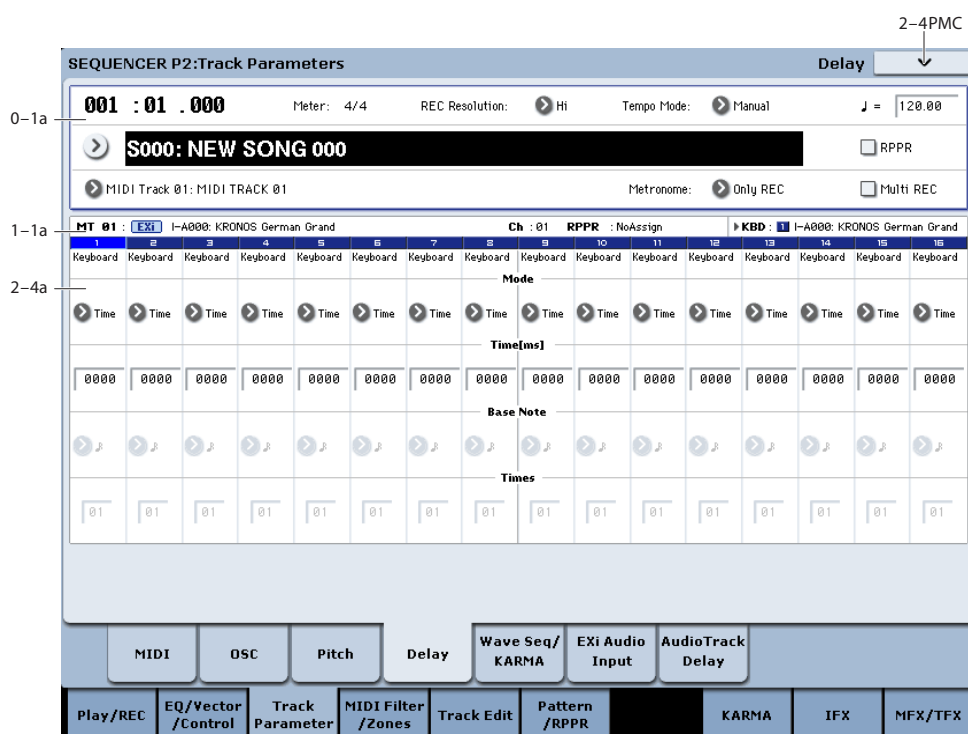 2–4PMC
SEQUENCER P2:Track Parameters Delay
0–1a
001 :01 .000 Meter: 4/4 REC Resolution: Hi Tempo Mode: Manual ♩ = 120.00
S000: NEW SONG 000 RPPR
MIDI Track 01: MIDI TRACK 01 Metronome: Only REC Multi REC
1–1a
MT 01 : EXi I-A000: KRONOS German Grand Ch :01 RPPR :NoAssign KBD : 1 I-A000: KRONOS German Grand
1 2 3 4 5 6 7 8 9 10 11 12 13 14 15 16
Keyboard Keyboard Keyboard Keyboard Keyboard Keyboard Keyboard Keyboard Keyboard Keyboard Keyboard Keyboard Keyboard Keyboard Keyboard Keyboard
2–4a
Mode
Time Time Time Time Time Time Time Time Time Time Time Time Time Time Time Time
Time[ms]
0000 0000 0000 0000 0000 0000 0000 0000 0000 0000 0000 0000 0000 0000 0000 0000
Base Note
♪ ♪ ♪ ♪ ♪ ♪ ♪ ♪ ♪ ♪ ♪ ♪ ♪ ♪ ♪ ♪
Times
01 01 01 01 01 01 01 01 01 01 01 01 01 01 01 01
MIDI OSC Pitch Delay Wave Seq/ KARMA EXi Audio Input AudioTrack Delay
Play/REC EQ/Vector /Control Track Parameter MIDI Filter /Zones Track Edit Pattern /RPPR KARMA IFX MFX/TFX